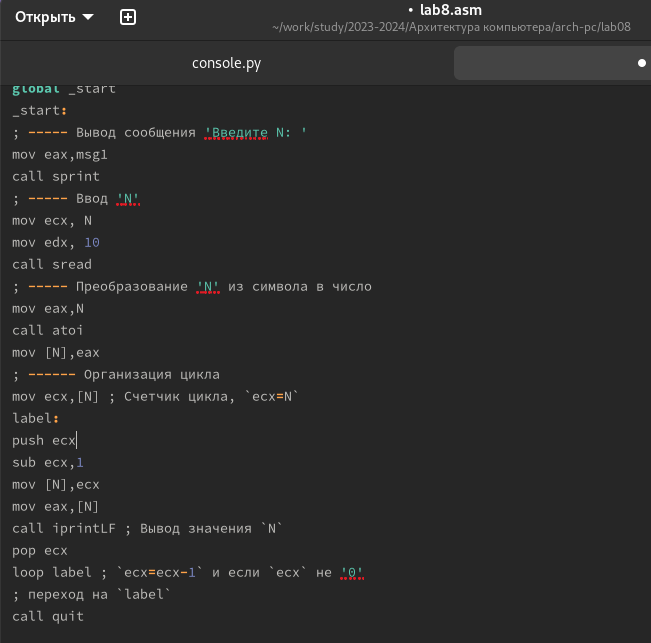 Открыть
• lab8.asm
~/work/study/2023-2024/Архитектура компьютера/arch-pc/lab08
console.py
global _start
_start:
; ----- Вывод сообщения 'Введите N: '
mov eax,msg1
call sprint
; ----- Ввод 'N'
mov ecx, N
mov edx, 10
call sread
; ----- Преобразование 'N' из символа в число
mov eax,N
call atoi
mov [N],eax
; ------ Организация цикла
mov ecx,[N] ; Счетчик цикла, `ecx=N`
label:
push ecx
sub ecx,1
mov [N],ecx
mov eax,[N]
call iprintLF ; Вывод значения `N`
pop ecx
loop label ; `ecx=ecx-1` и если `ecx` не '0'
; переход на `label`
call quit